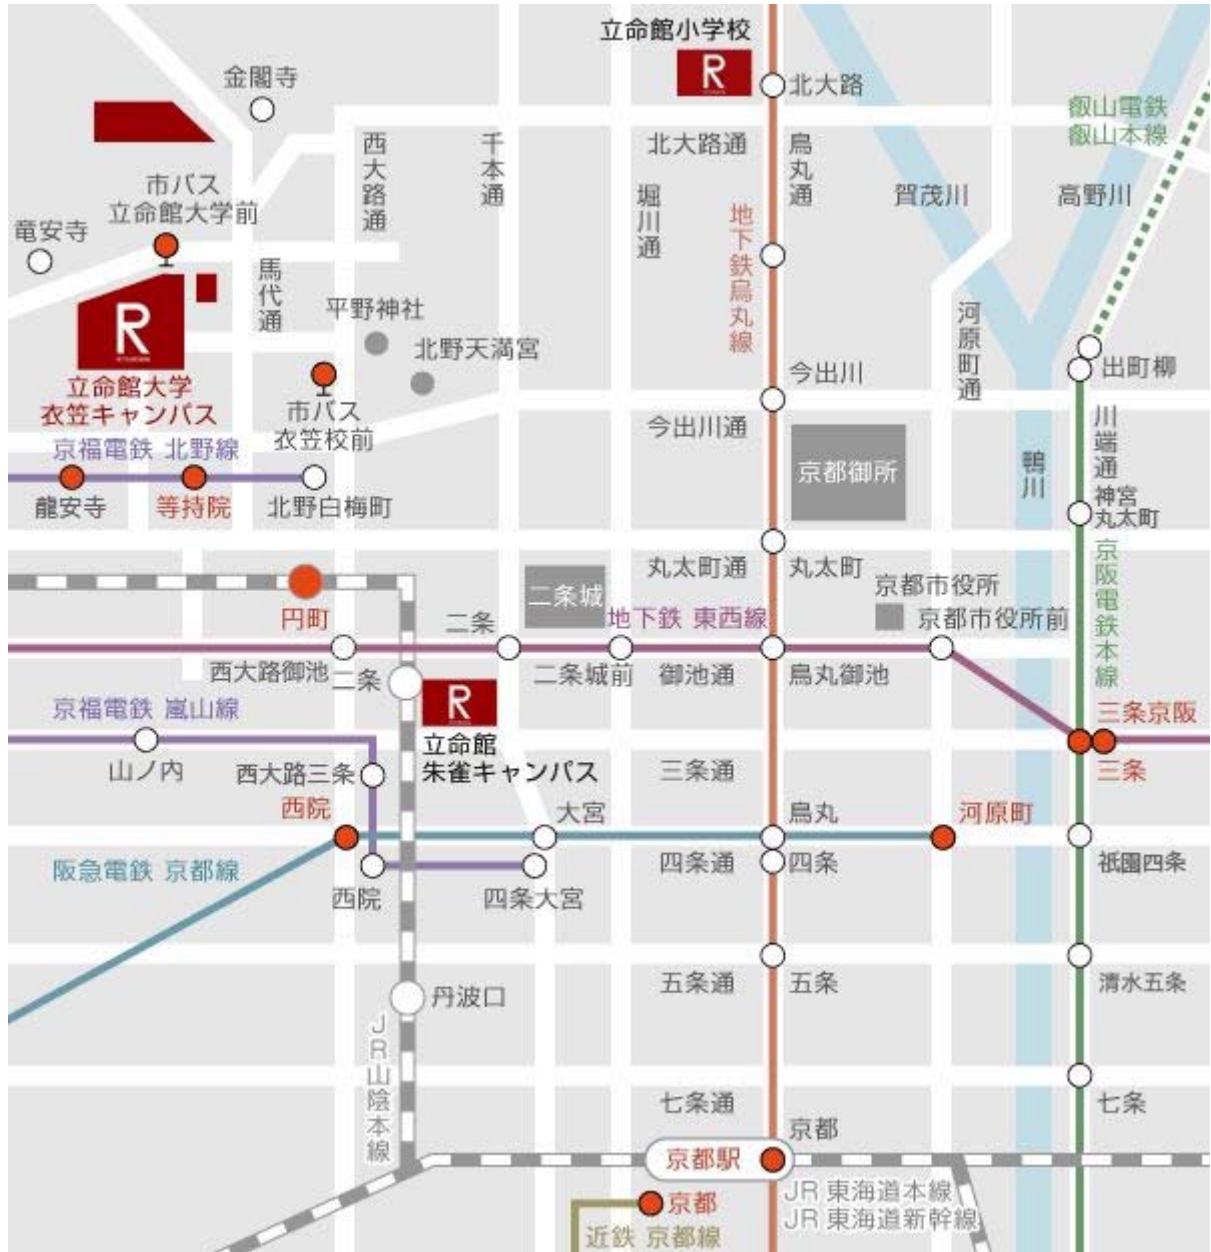 立命館小学校
R
北大路
金閣寺
叡山電鉄
叡山本線
西大路通
千本通
北大路通
烏丸通
堀川通
賀茂川
高野川
市バス
立命館大学前
竜安寺
地下鉄烏丸線
馬代通
平野神社
河原町通
北野天満宮
R
立命館大学
衣笠キャンパス
今出川
出町柳
市バス
衣笠校前
今出川通
川端通
京福電鉄 北野線
京都御所
鴨川
龍安寺
等持院
北野白梅町
神宮
丸太町
丸太町通
丸太町
京阪電鉄本線
二条城
京都市役所
円町
二条
地下鉄 東西線
京都市役所前
西大路御池
二条
二条城前
御池通
烏丸御池
R
京福電鉄 嵐山線
三条京阪
立命館
朱雀キャンパス
山ノ内
西大路三条
三条通
三条
西院
大宮
烏丸
河原町
阪急電鉄 京都線
四条通
四条
祇園四条
西院
四条大宮
五条通
五条
清水五条
丹波口
JR山陰本線
七条通
七条
京都
京都駅
JR 東海道本線
JR 東海道新幹線
京都
近鉄 京都線